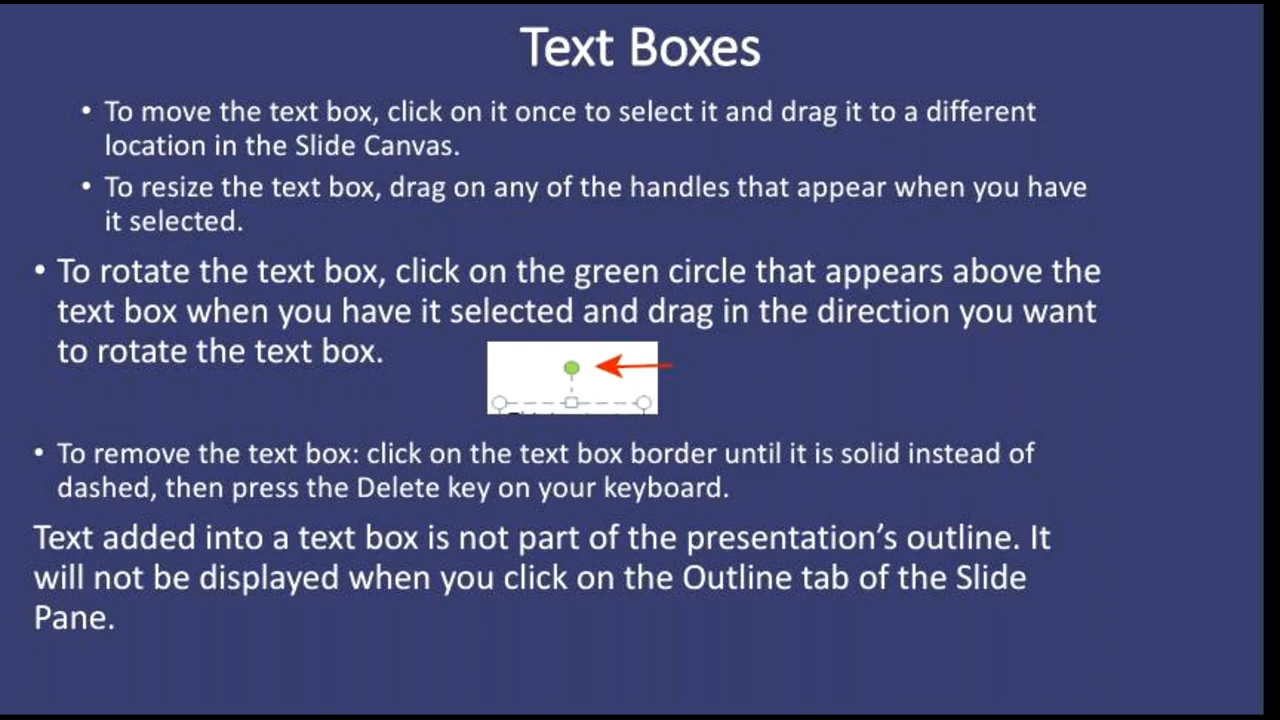 Text Boxes
• To move the text box, click on it once to select it and drag it to a different
location in the Slide Canvas.
• To resize the text box, drag on any of the handles that appear when you have
it selected.
• To rotate the text box, click on the green circle that appears above the
text box when you have it selected and drag in the direction you want
to rotate the text box.
• To remove the text box: click on the text box border until it is solid instead of
dashed, then press the Delete key on your keyboard.
Text added into a text box is not part of the presentation’s outline. It
will not be displayed when you click on the Outline tab of the Slide
Pane.